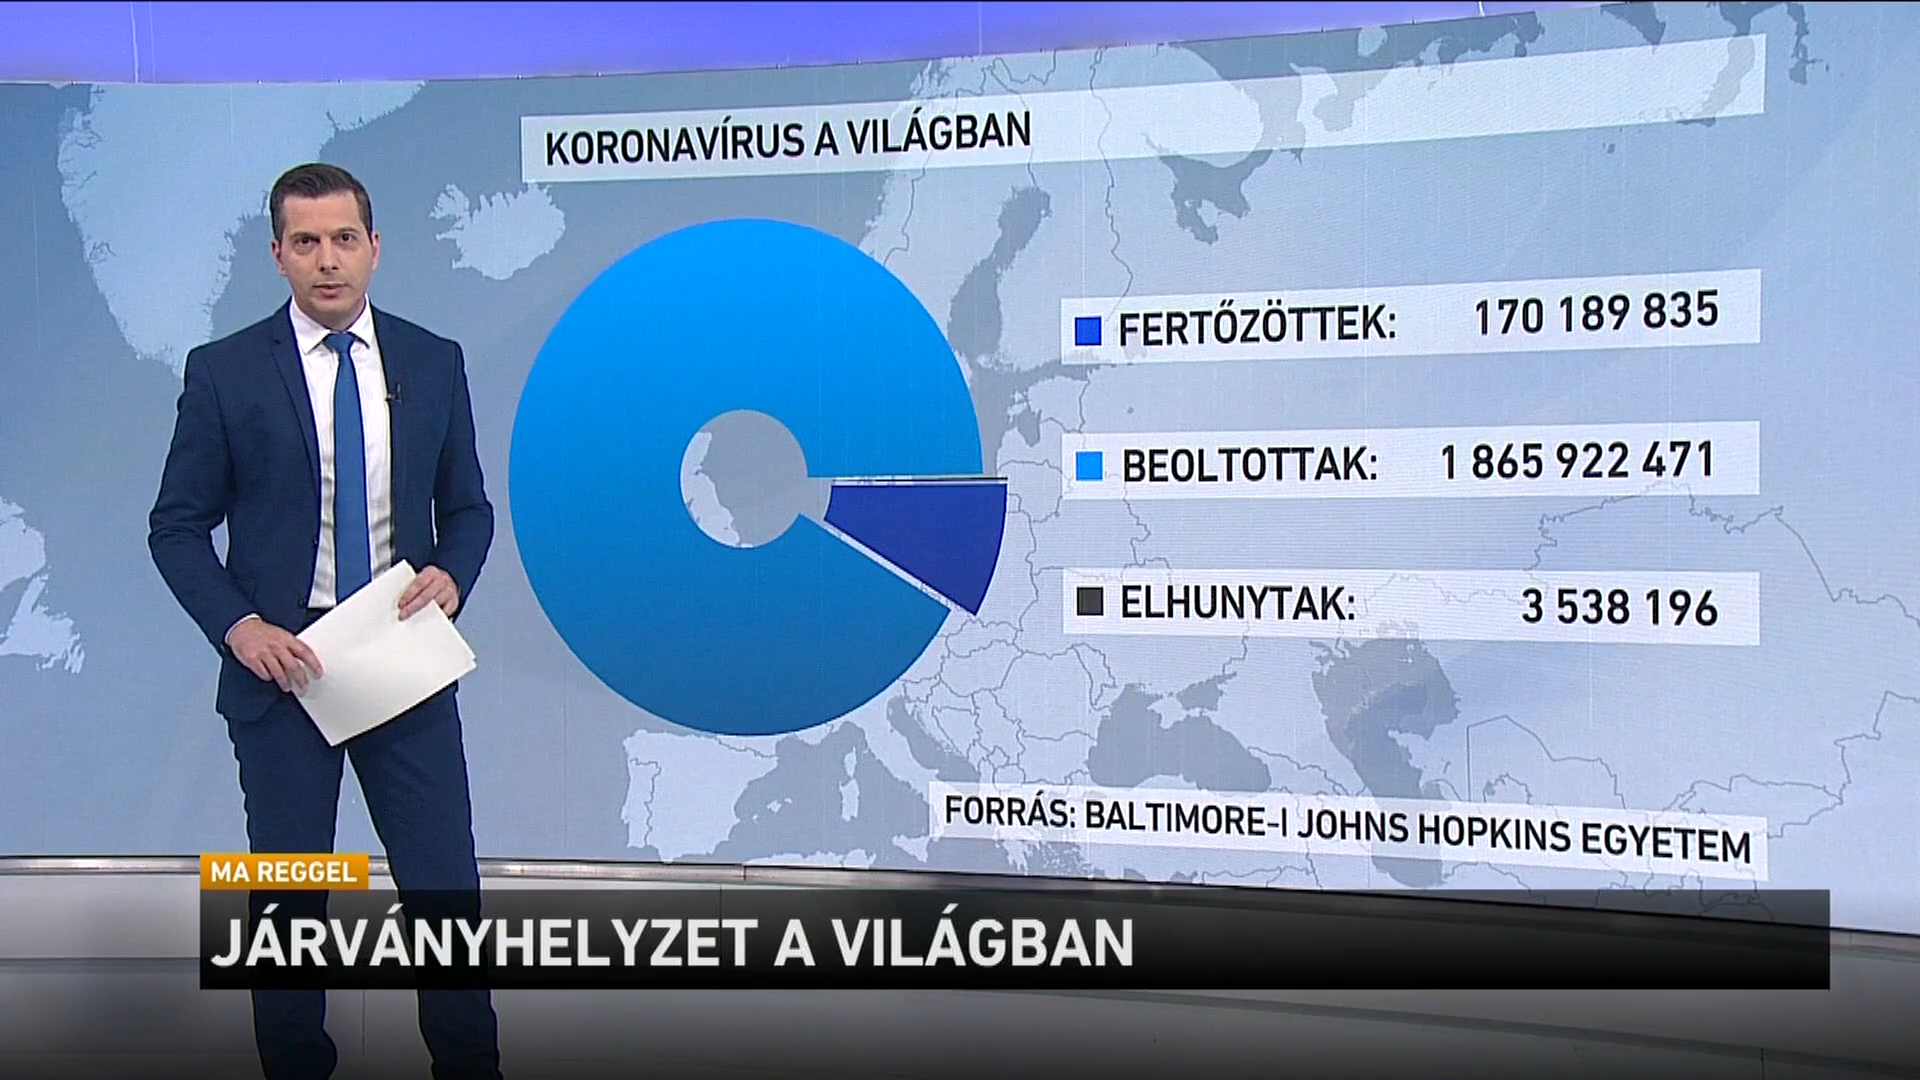 KORONAVÍRUS A VILÁGBAN
FERTŐZÖTTEK: 170 189 835
BEOLTOTTAK: 1 865 922 471
ELHUNYTAK: 3 538 196
FORRÁS: BALTIMORE-I JOHNS HOPKINS EGYETEM
MA REGGEL
JÁRVÁNYHELYZET A VILÁGBAN